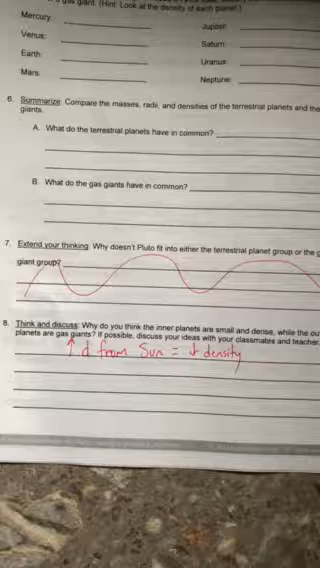 gas giant. (Hint: Look at the density of each planet.)
Mercury:
Jupiter:
Venus:
Saturn:
Earth:
Uranus:
Mars:
Neptune:
6. Summarize: Compare the masses, radii, and densities of the terrestrial planets and the
giants.
A. What do the terrestrial planets have in common?
B. What do the gas giants have in common?
7. Extend your thinking: Why doesn't Pluto fit into either the terrestrial planet group or the g
giant group?
8. Think and discuss: Why do you think the inner planets are small and dense, while the ou
planets are gas giants? If possible, discuss your ideas with your classmates and teacher.
↑ d from Sun = ↓ density